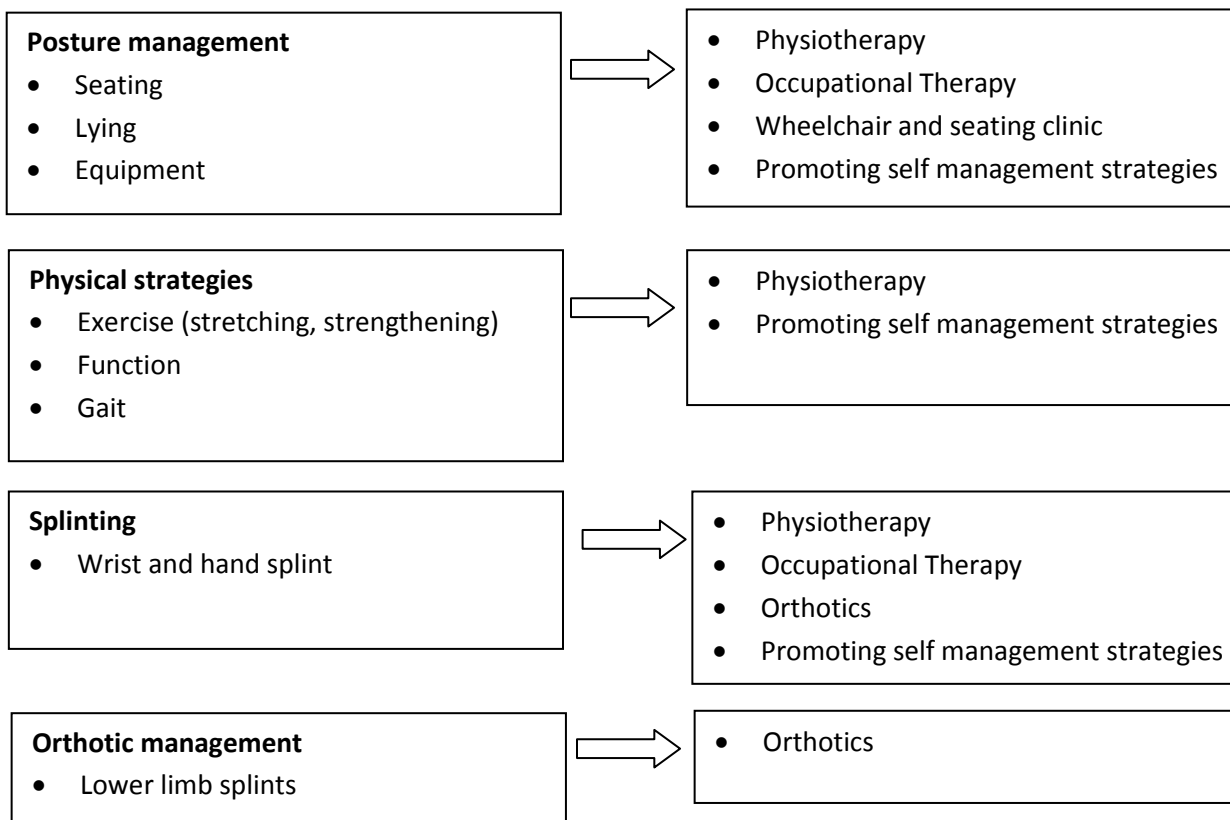 Posture management
• Seating
• Lying
• Equipment
• Physiotherapy
• Occupational Therapy
• Wheelchair and seating clinic
• Promoting self management strategies
Physical strategies
• Exercise (stretching, strengthening)
• Function
• Gait
• Physiotherapy
• Promoting self management strategies
Splinting
• Wrist and hand splint
• Physiotherapy
• Occupational Therapy
• Orthotics
• Promoting self management strategies
Orthotic management
• Lower limb splints
• Orthotics